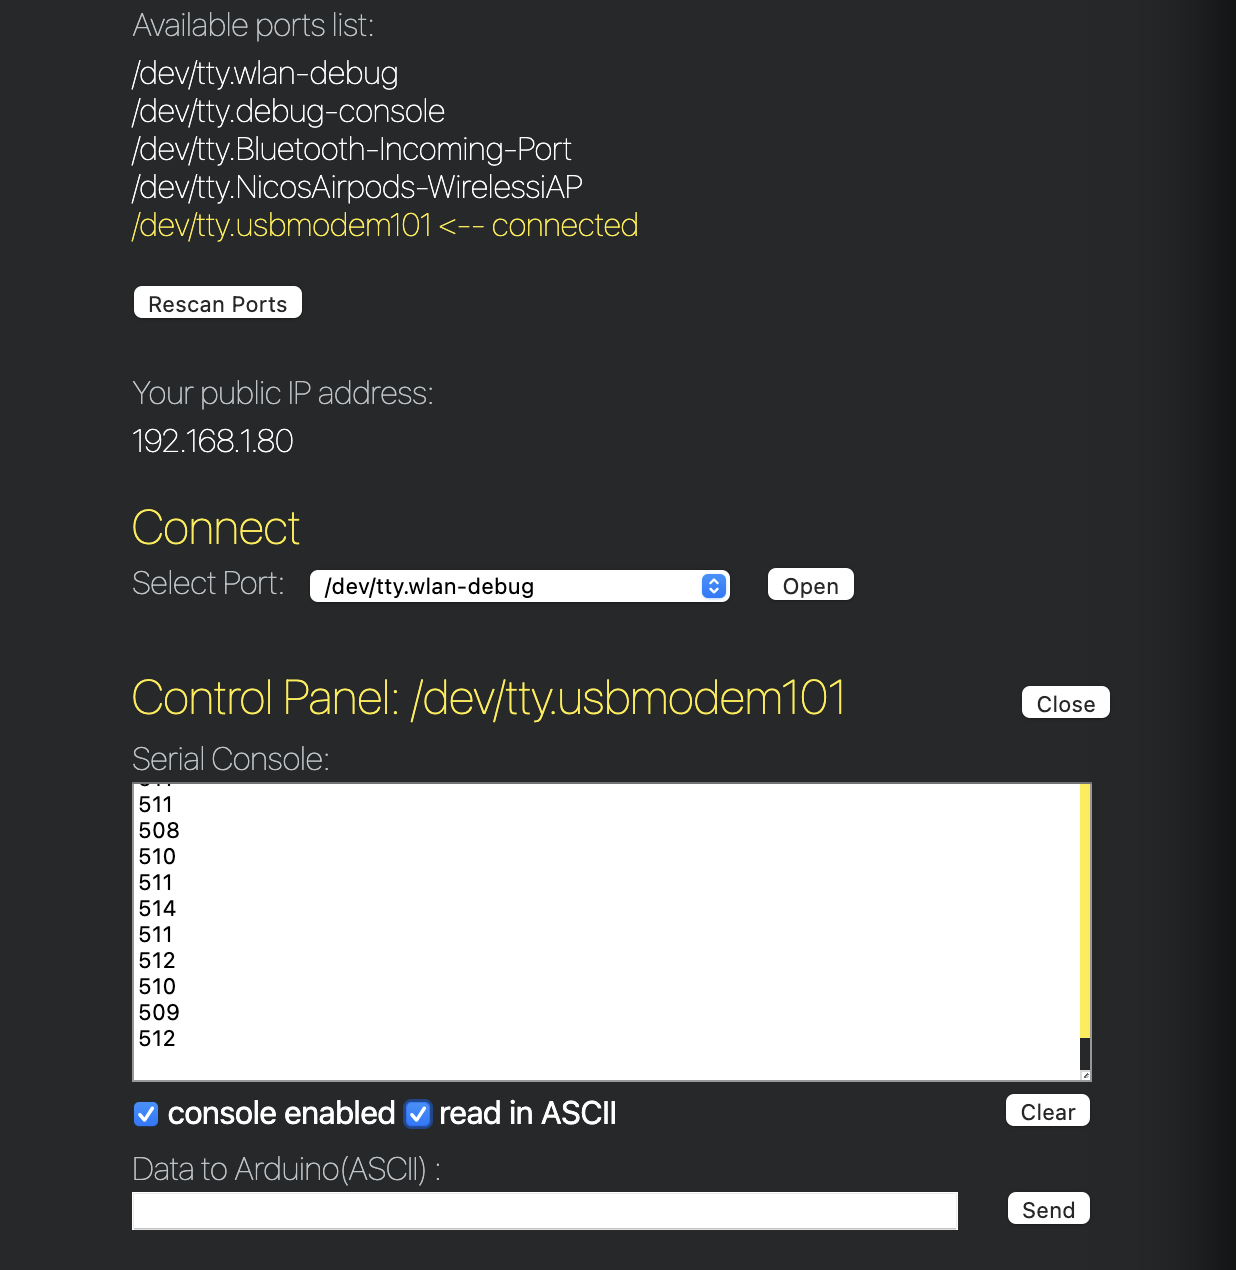 Available ports list:
/dev/tty.wlan-debug
/dev/tty.debug-console
/dev/tty.Bluetooth-Incoming-Port
/dev/tty.NicosAirpods-WirelessiAP
/dev/tty.usbmodem101 <-- connected
Rescan Ports
Your public IP address:
192.168.1.80
Connect
Select Port: /dev/tty.wlan-debug Open
Control Panel: /dev/tty.usbmodem101 Close
Serial Console:
511
508
510
511
514
511
512
510
509
512
console enabled read in ASCII Clear
Data to Arduino(ASCII) :
Send